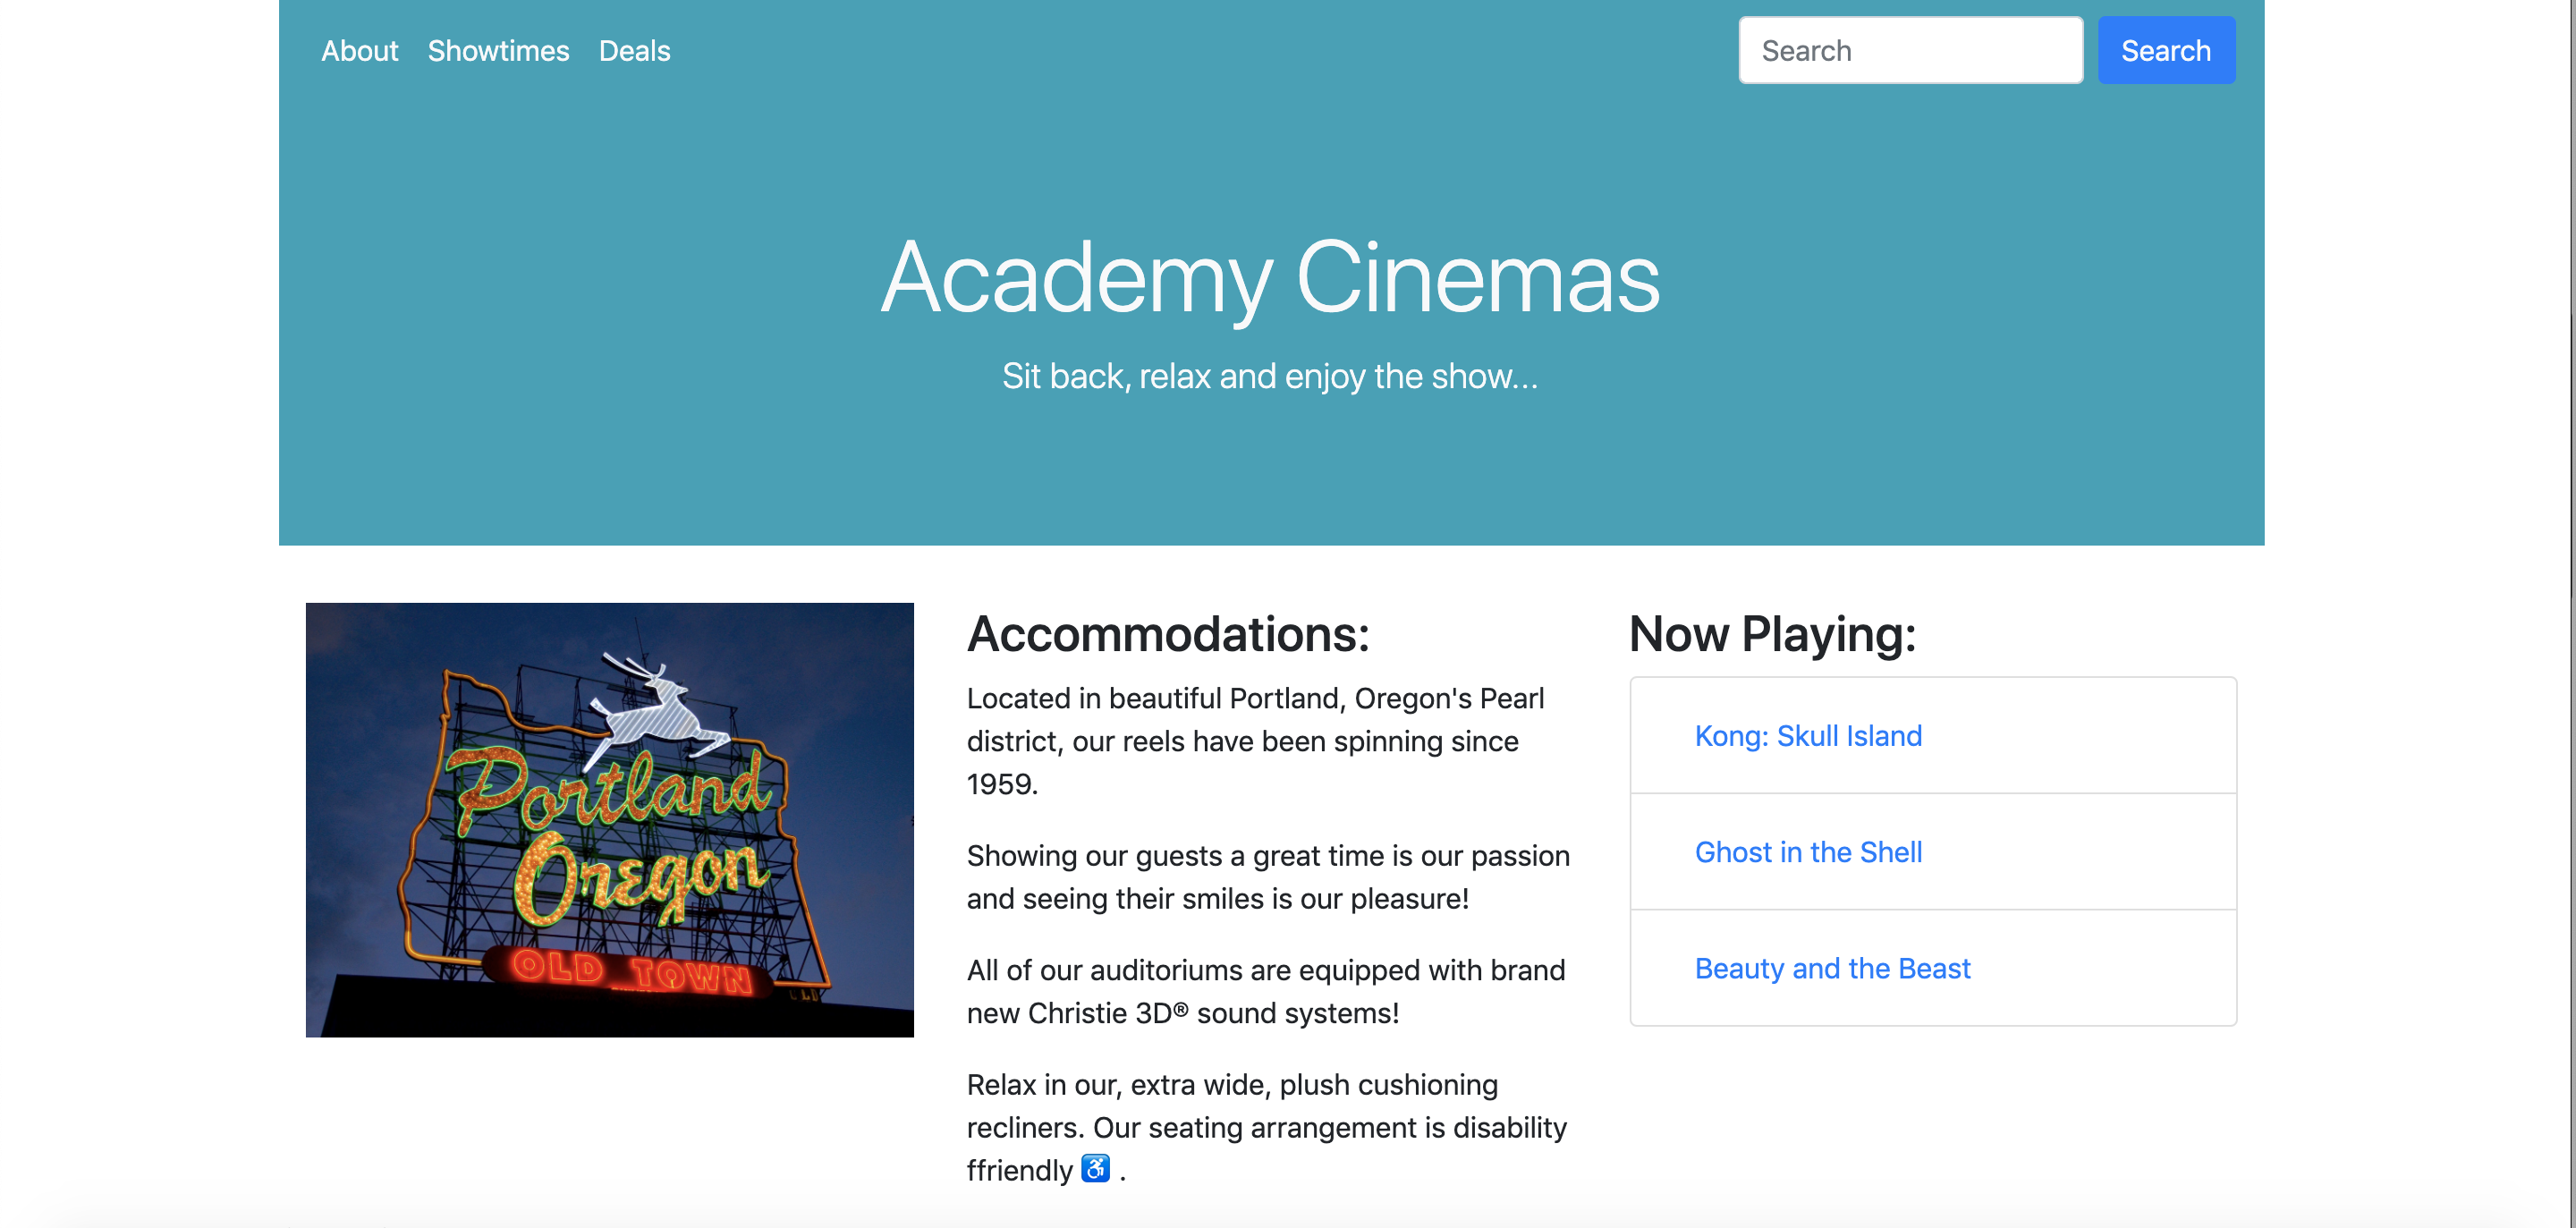 About Showtimes Deals Search Search
Academy Cinemas
Sit back, relax and enjoy the show...
Portland
Oregon
OLD TOWN
Accommodations:
Located in beautiful Portland, Oregon's Pearl
district, our reels have been spinning since
1959.
Showing our guests a great time is our passion
and seeing their smiles is our pleasure!
All of our auditoriums are equipped with brand
new Christie 3D® sound systems!
Relax in our, extra wide, plush cushioning
recliners. Our seating arrangement is disability
ffriendly ♿ .
Now Playing:
Kong: Skull Island
Ghost in the Shell
Beauty and the Beast